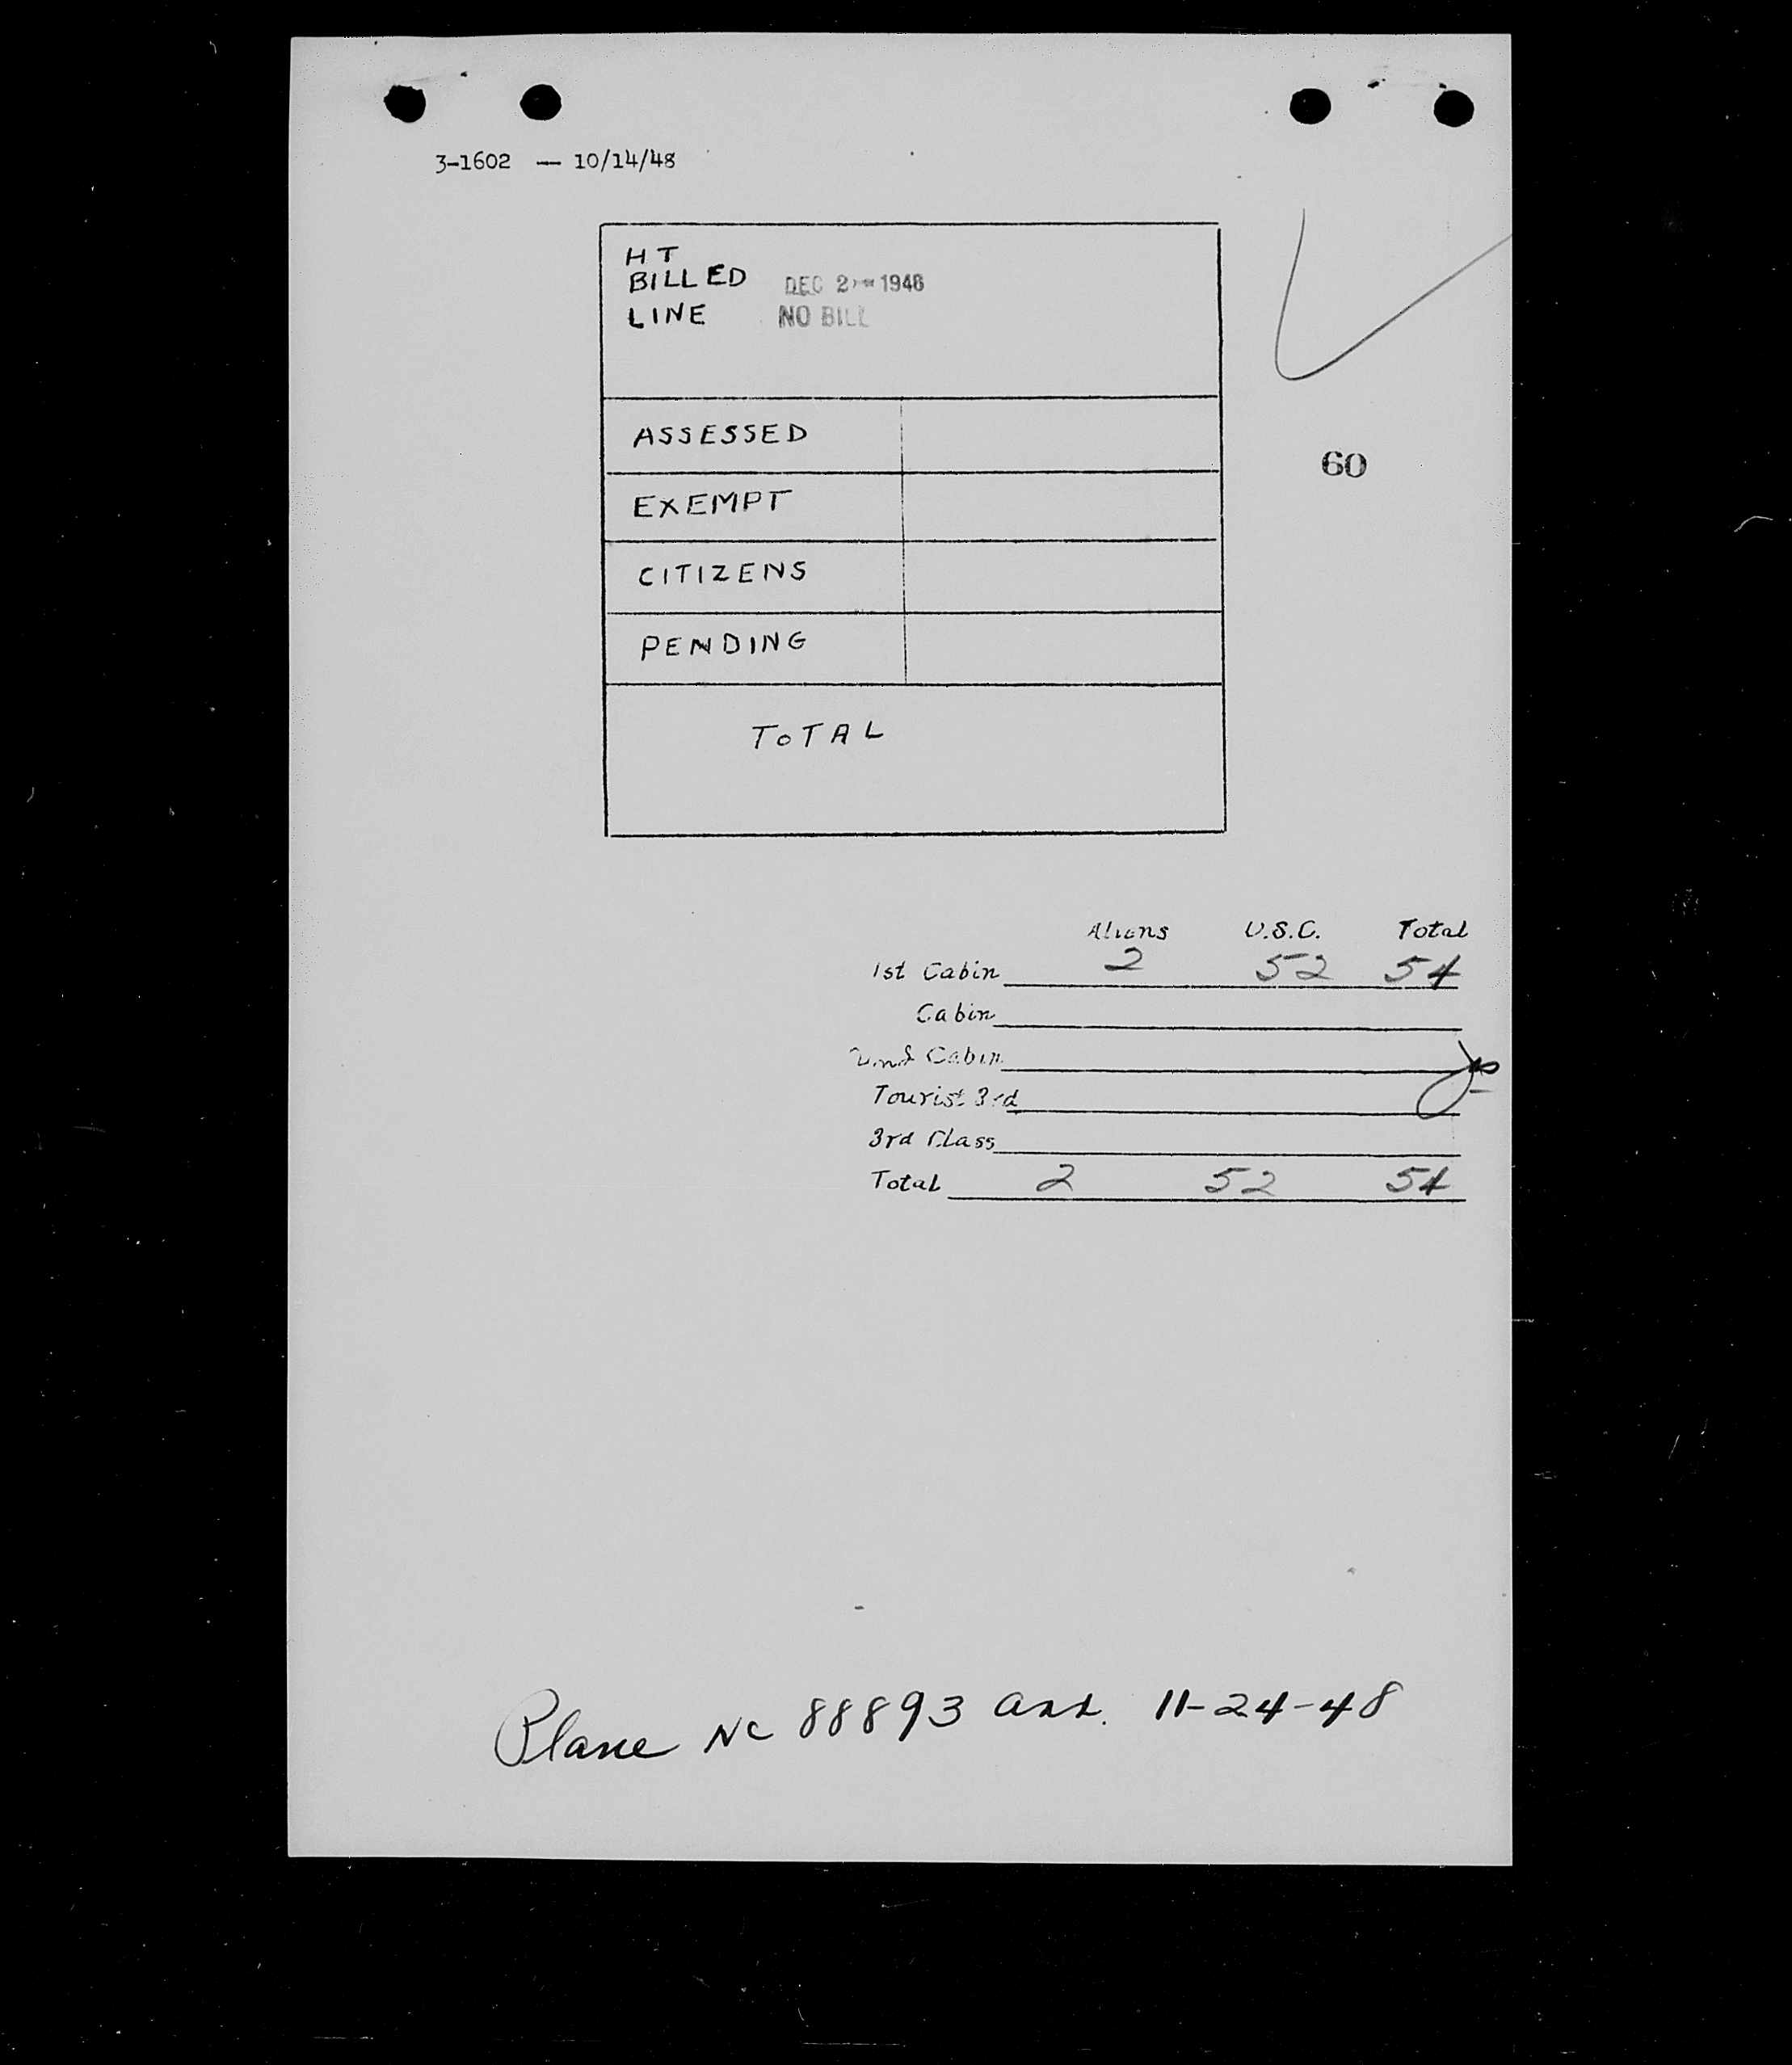 3-1602 — 10/14/48
HT
BILLED DEC 2 1948
LINE NO BILL
ASSESSED
60
EXEMPT
CITIZENS
PENDING
TOTAL
Aliens U.S.C. Total
1st Cabin 2 52 54
Cabin
2nd Cabin
Tourist 3rd
3rd Class
Total 2 52 54
Plane NC 88893 arr. 11-24-48